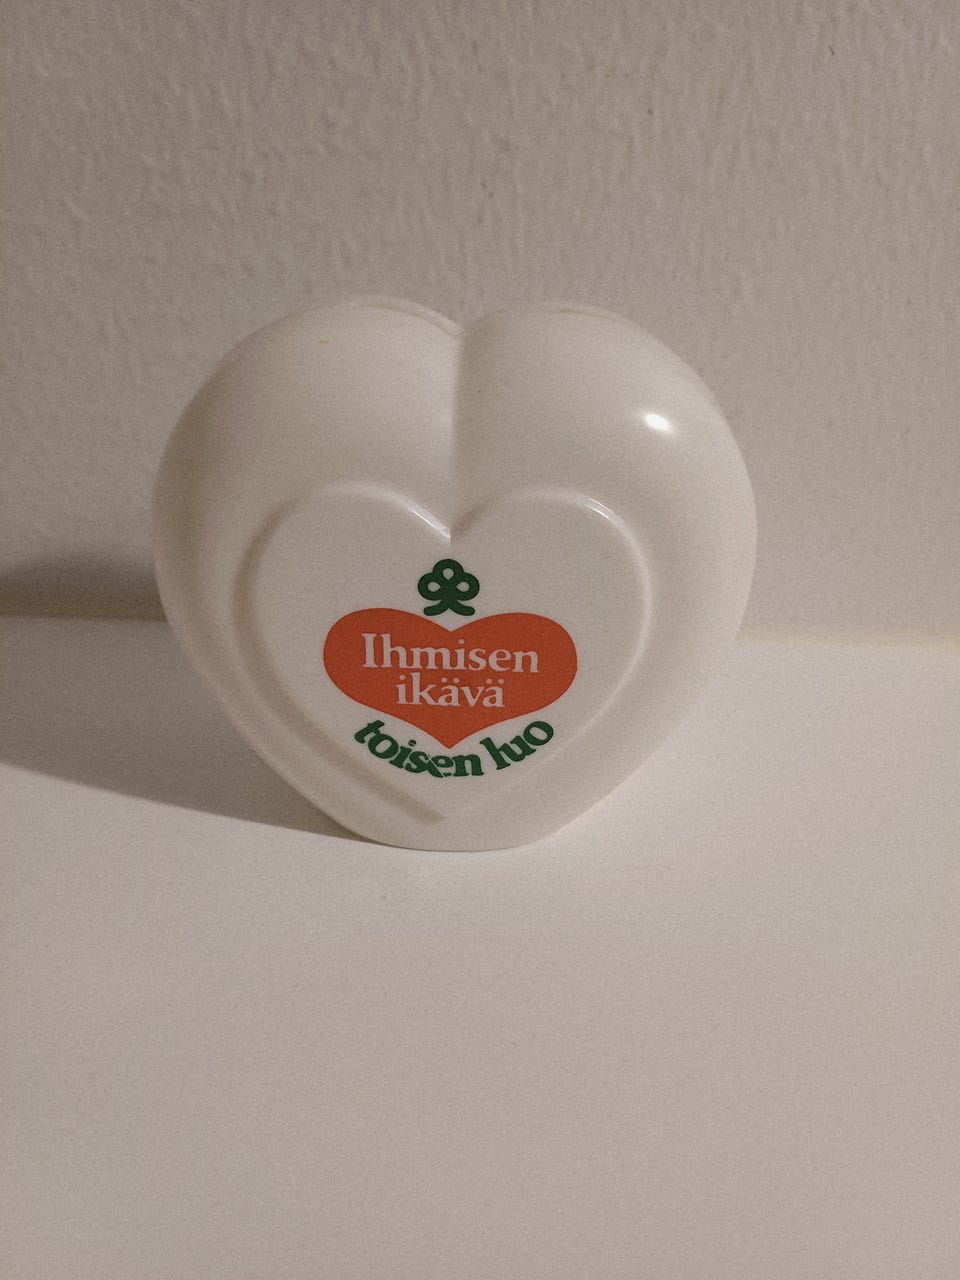 Ihmisen
ikävä
toisen luo